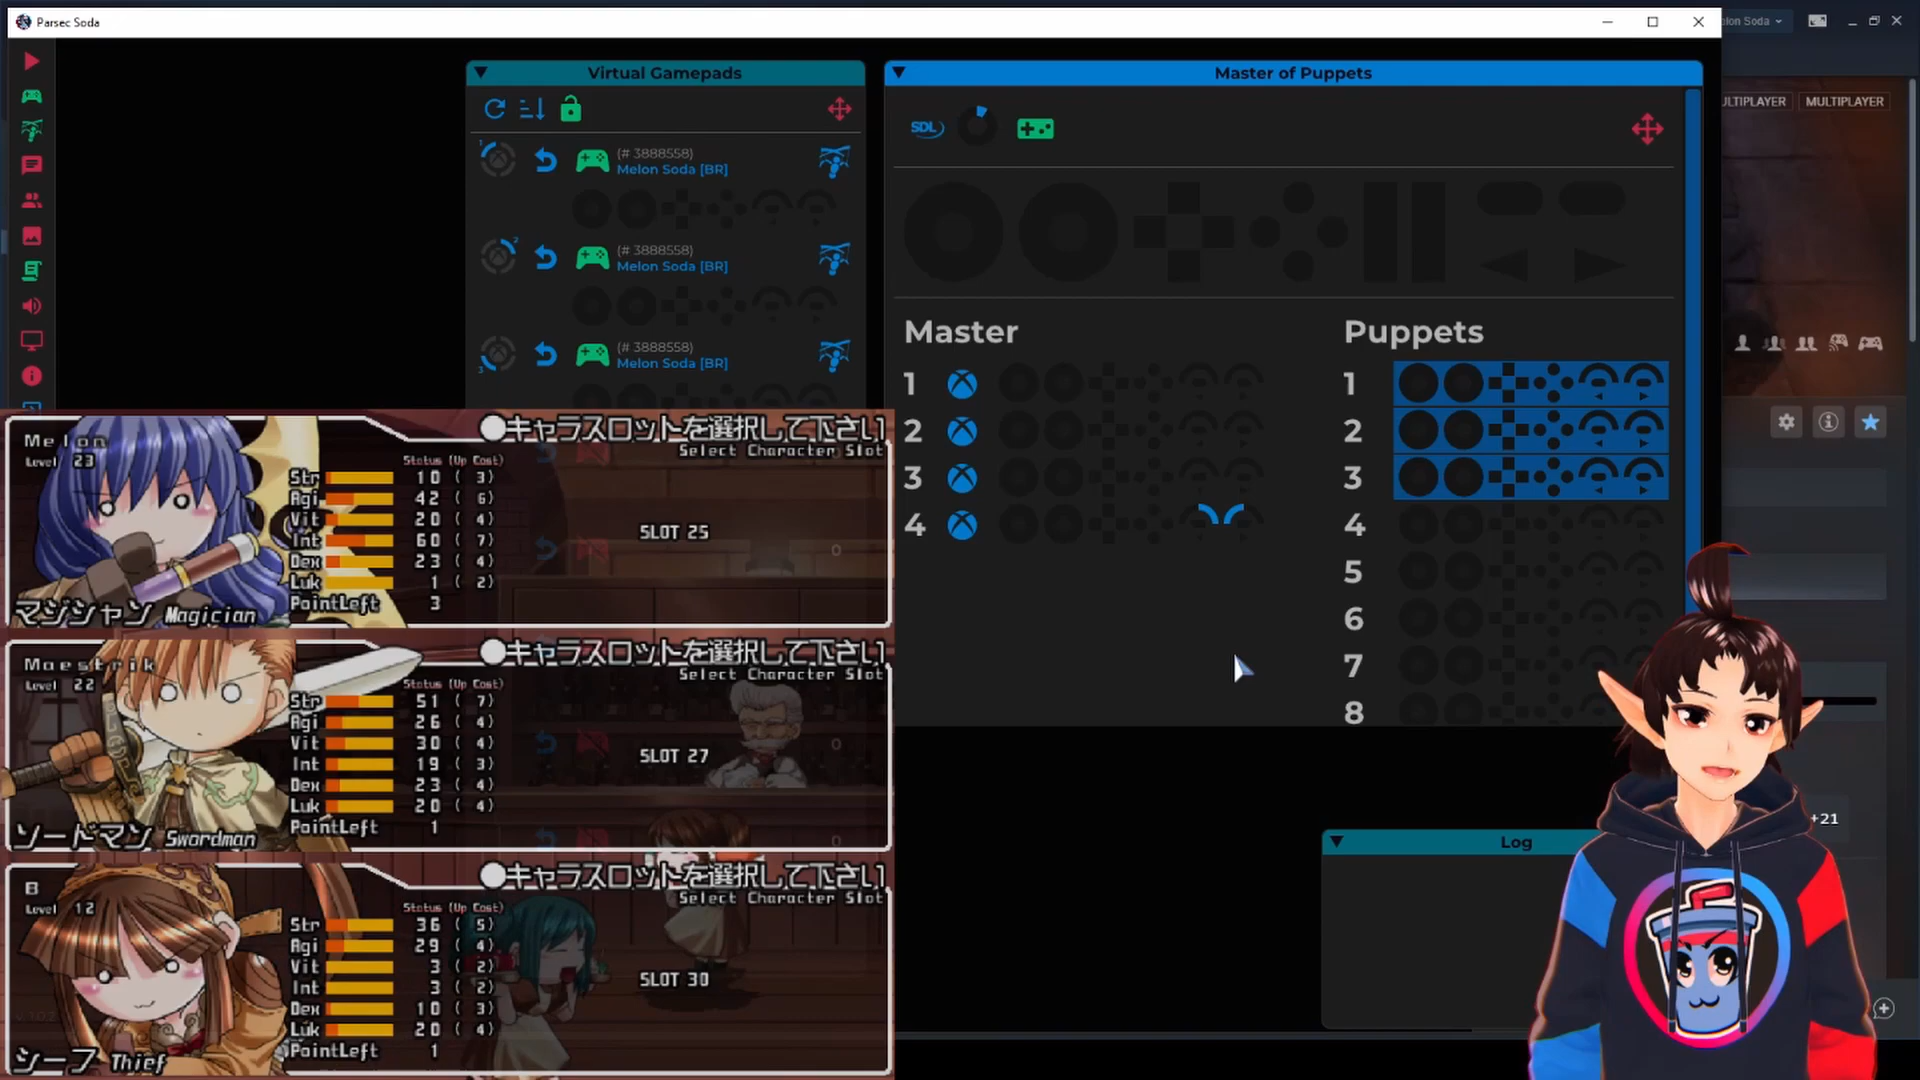 Parsec Soda
Melon Soda
Virtual Gamepads
Master of Puppets
SDL
(# 3888558)
Melon Soda [BR]
(# 3888558)
Melon Soda [BR]
(# 3888558)
Melon Soda [BR]
MULTIPLAYER
Master
Puppets
1
2
3
4
1
2
3
4
5
6
7
8
Log
+21
Melon
Level 23
●キャラスロットを選択して下さい
Select Character Slot
Status (Up Cost)
Str 10 ( 3)
Agi 42 ( 6)
Vit 20 ( 4)
Int 60 ( 7)
Dex 23 ( 4)
Luk 1 ( 2)
PointLeft 3
SLOT 25
マジシャン Magician
Maestrik
Level 22
●キャラスロットを選択して下さい
Select Character Slot
Status (Up Cost)
Str 51 ( 7)
Agi 26 ( 4)
Vit 30 ( 4)
Int 19 ( 3)
Dex 23 ( 4)
Luk 20 ( 4)
PointLeft 1
SLOT 27
ソードマン Swordman
B
Level 12
●キャラスロットを選択して下さい
Select Character Slot
Status (Up Cost)
Str 36 ( 5)
Agi 29 ( 4)
Vit 3 ( 2)
Int 3 ( 2)
Dex 10 ( 3)
Luk 20 ( 4)
PointLeft 1
SLOT 30
シーフ Thief